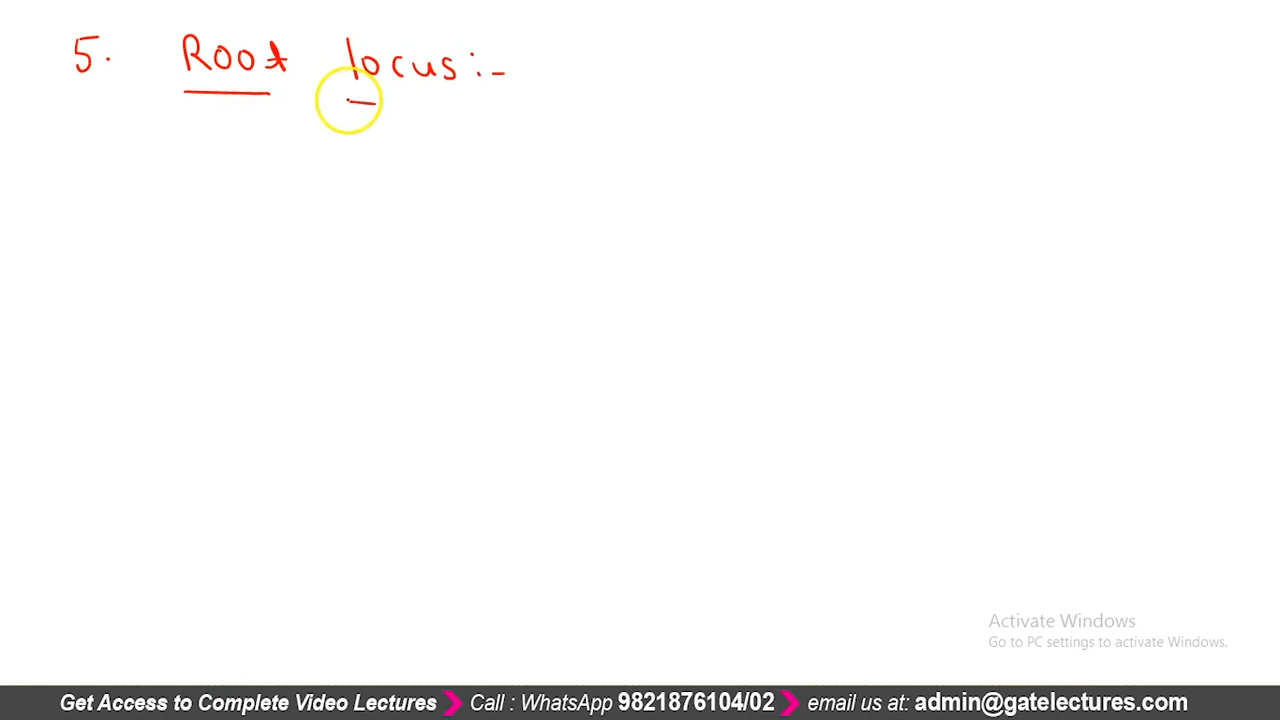 5. Root locus:-
Activate Windows
Go to PC settings to activate Windows.
Get Access to Complete Video Lectures Call : WhatsApp 9821876104/02 email us at: admin@gatelectures.com